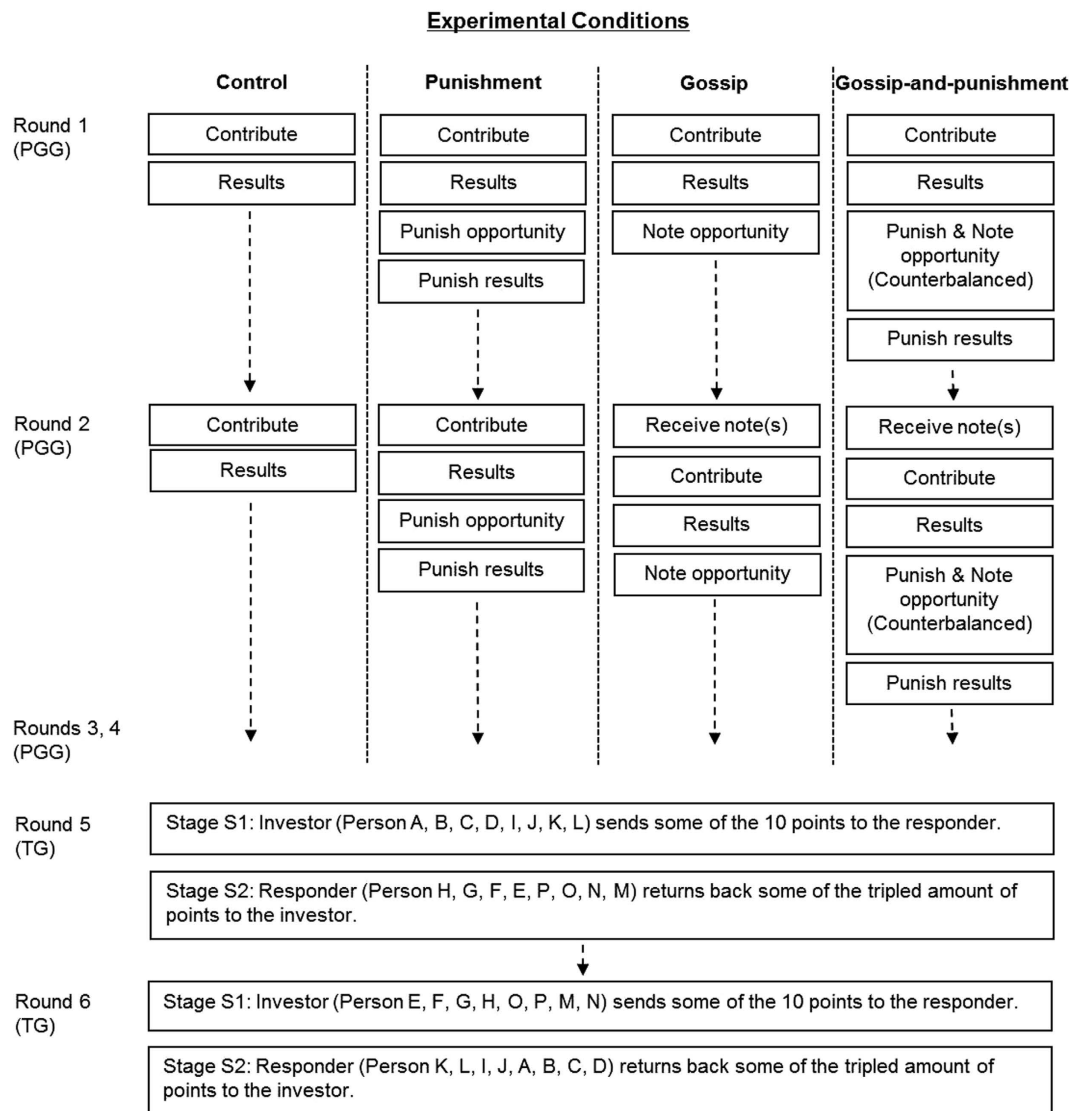 Experimental Conditions
Control
Punishment
Gossip
Gossip-and-punishment
Round 1
(PGG)
Contribute
Results
Contribute
Results
Punish opportunity
Punish results
Contribute
Results
Note opportunity
Contribute
Results
Punish & Note
opportunity
(Counterbalanced)
Punish results
Round 2
(PGG)
Contribute
Results
Contribute
Results
Punish opportunity
Punish results
Receive note(s)
Contribute
Results
Note opportunity
Receive note(s)
Contribute
Results
Punish & Note
opportunity
(Counterbalanced)
Punish results
Rounds 3, 4
(PGG)
Round 5
(TG)
Stage S1: Investor (Person A, B, C, D, I, J, K, L) sends some of the 10 points to the responder.
Stage S2: Responder (Person H, G, F, E, P, O, N, M) returns back some of the tripled amount of
points to the investor.
Round 6
(TG)
Stage S1: Investor (Person E, F, G, H, O, P, M, N) sends some of the 10 points to the responder.
Stage S2: Responder (Person K, L, I, J, A, B, C, D) returns back some of the tripled amount of
points to the investor.